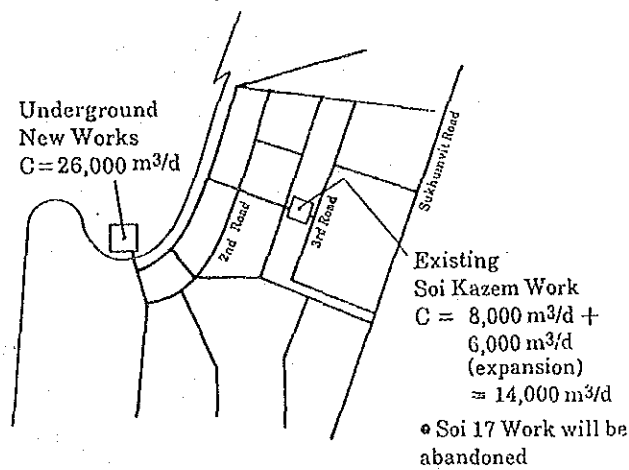 Underground
New Works
C=26,000 m³/d
2nd Road
3rd Road
Sukhumvit Road
Existing
Soi Kazem Work
C = 8,000 m³/d +
6,000 m³/d
(expansion)
= 14,000 m³/d
• Soi 17 Work will be
abandoned